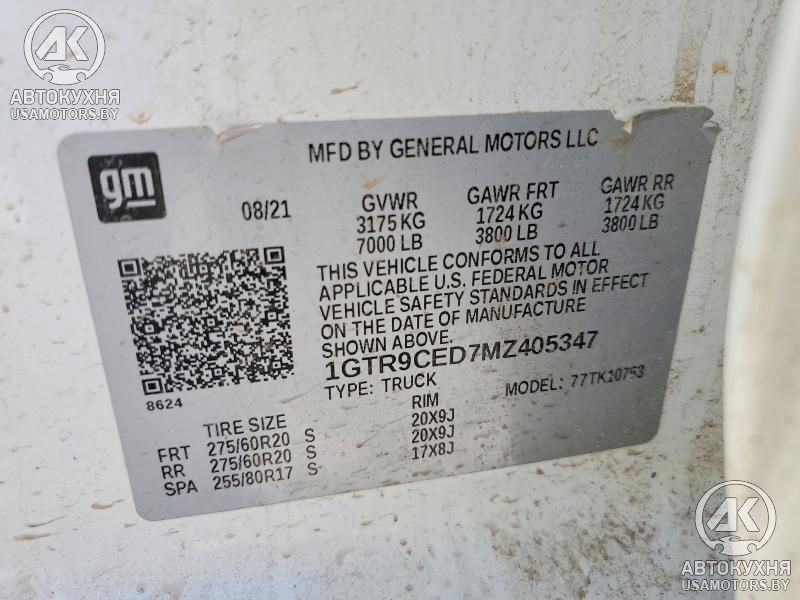 AK
АВТОКУХНЯ
USAMOTORS.BY
MFD BY GENERAL MOTORS LLC
gm
08/21
GVWR
3175 KG
7000 LB
GAWR FRT
1724 KG
3800 LB
GAWR RR
1724 KG
3800 LB
THIS VEHICLE CONFORMS TO ALL
APPLICABLE U.S. FEDERAL MOTOR
VEHICLE SAFETY STANDARDS IN EFFECT
ON THE DATE OF MANUFACTURE
SHOWN ABOVE.
1GTR9CED7MZ405347
TYPE: TRUCK
MODEL: 77TK10753
8624
TIRE SIZE
RIM
FRT 275/60R20 S 20X9J
RR 275/60R20 S 20X9J
SPA 255/80R17 S 17X8J
AK
АВТОКУХНЯ
USAMOTORS.BY